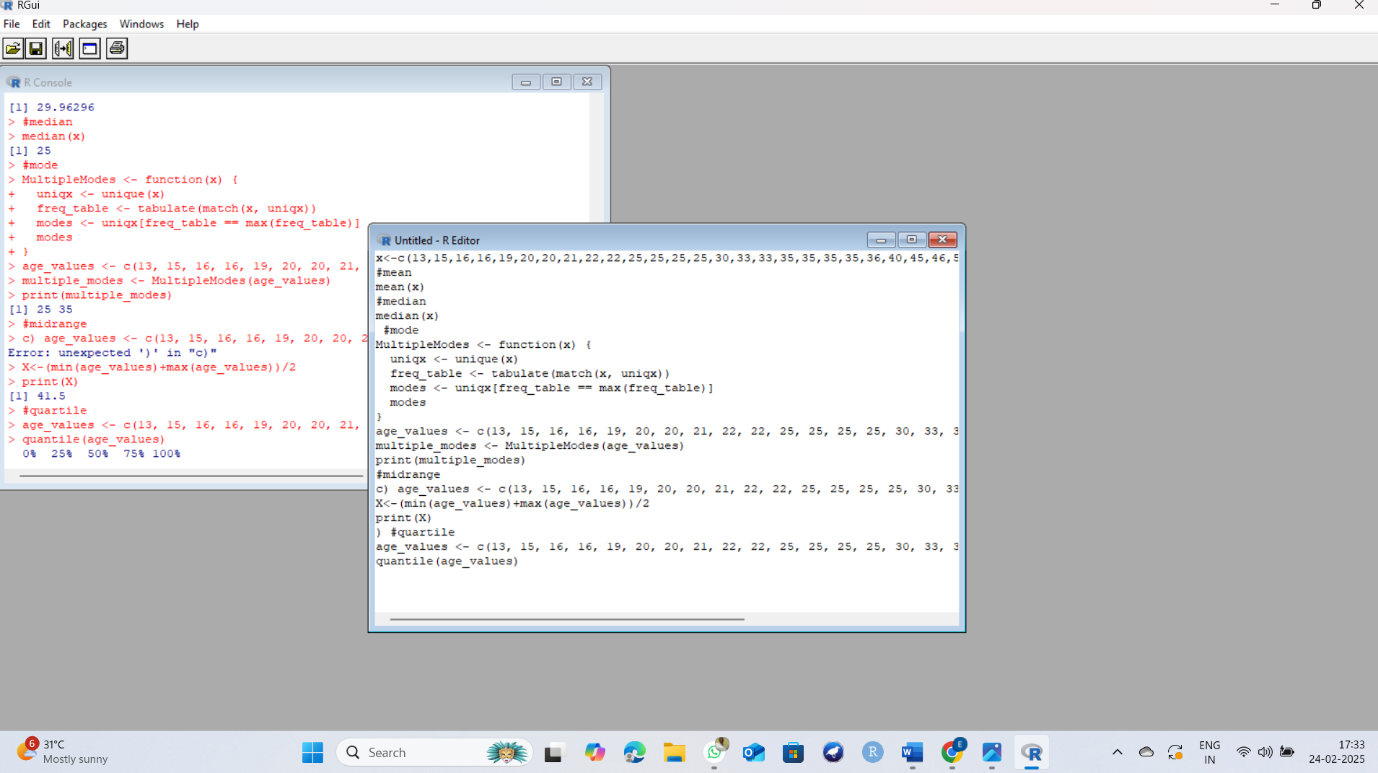 RGui
File Edit Packages Windows Help
R Console
[1] 29.96296
> #median
> median(x)
[1] 25
> #mode
> MultipleModes <- function(x) {
+   uniqx <- unique(x)
+   freq_table <- tabulate(match(x, uniqx))
+   modes <- uniqx[freq_table == max(freq_table)]
+   modes
+ }
> age_values <- c(13, 15, 16, 16, 19, 20, 20, 21,
> multiple_modes <- MultipleModes(age_values)
> print(multiple_modes)
[1] 25 35
> #midrange
> c) age_values <- c(13, 15, 16, 16, 19, 20, 20, 2
Error: unexpected ')' in "c)"
> X<-(min(age_values)+max(age_values))/2
> print(X)
[1] 41.5
> #quartile
> age_values <- c(13, 15, 16, 16, 19, 20, 20, 21,
> quantile(age_values)
  0%  25%  50%  75% 100%
Untitled - R Editor
x<-c(13,15,16,16,19,20,20,21,22,22,25,25,25,25,30,33,33,35,35,35,35,36,40,45,46,5
#mean
mean(x)
#median
median(x)
 #mode
MultipleModes <- function(x) {
  uniqx <- unique(x)
  freq_table <- tabulate(match(x, uniqx))
  modes <- uniqx[freq_table == max(freq_table)]
  modes
}
age_values <- c(13, 15, 16, 16, 19, 20, 20, 21, 22, 22, 25, 25, 25, 25, 30, 33, 3
multiple_modes <- MultipleModes(age_values)
print(multiple_modes)
#midrange
c) age_values <- c(13, 15, 16, 16, 19, 20, 20, 21, 22, 22, 25, 25, 25, 25, 30, 33
X<-(min(age_values)+max(age_values))/2
print(X)
) #quartile
age_values <- c(13, 15, 16, 16, 19, 20, 20, 21, 22, 22, 25, 25, 25, 25, 30, 33, 3
quantile(age_values)
6
31°C
Mostly sunny
Search
ENG
IN
17:33
24-02-2025